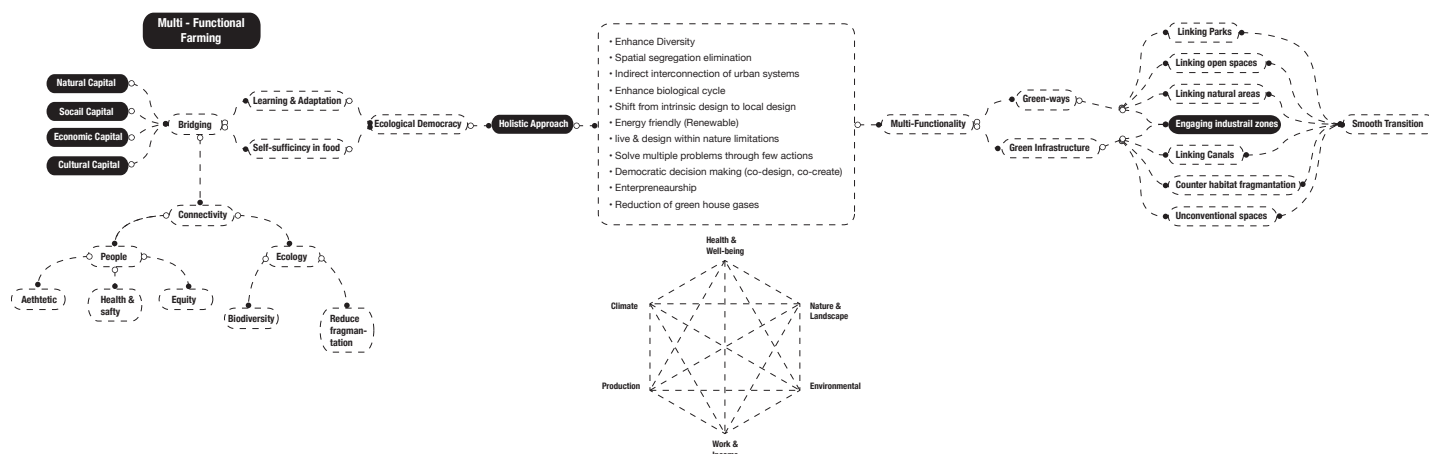 Multi - Functional
Farming
Natural Capital
Socail Capital
Economic Capital
Cultural Capital
Bridging
Learning & Adaptation
Self-sufficincy in food
Ecological Democracy
Holistic Approach
• Enhance Diversity
• Spatial segregation elimination
• Indirect interconnection of urban systems
• Enhance biological cycle
• Shift from intrinsic design to local design
• Energy friendly (Renewable)
• live & design within nature limitations
• Solve multiple problems through few actions
• Democratic decision making (co-design, co-create)
• Enterpreneaurship
• Reduction of green house gases
Multi-Functionality
Green-ways
Green Infrastructure
Linking Parks
Linking open spaces
Linking natural areas
Engaging industrail zones
Linking Canals
Counter habitat fragmantation
Unconventional spaces
Smooth Transition
Connectivity
People
Ecology
Aethtetic
Health &
safty
Equity
Biodiversity
Reduce
fragman-
tation
Health &
Well-being
Climate
Nature &
Landscape
Production
Environmental
Work &